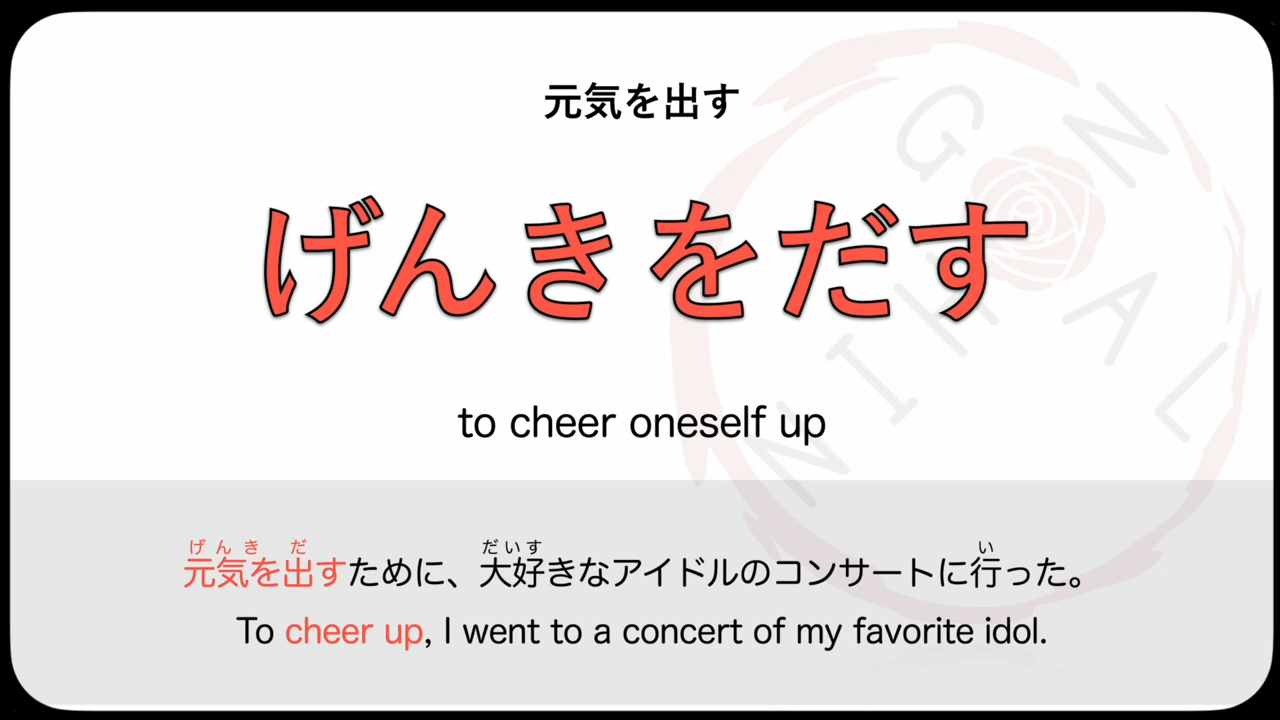 元気を出す
げんきをだす
to cheer oneself up
げんき だ だいす い
元気を出すために、大好きなアイドルのコンサートに行った。
To cheer up, I went to a concert of my favorite idol.
NIHON
GNAL